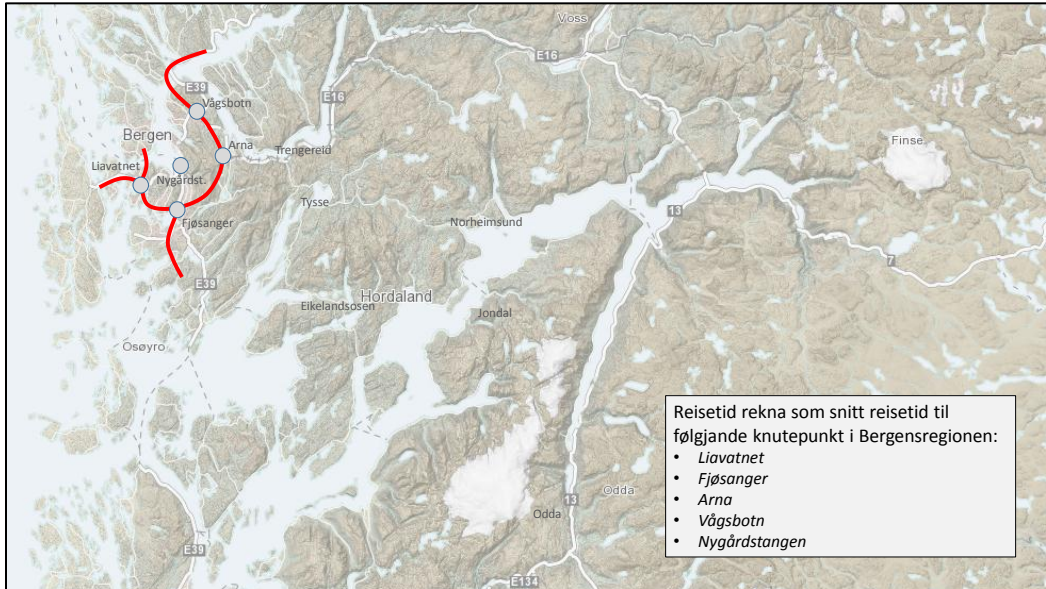 Voss
E16
E39
Vågsbotn
E16
Bergen
Arna
Trengereid
Finse
Liavatnet
Nygårdst.
Tysse
Fjøsanger
Norheimsund
13
7
E39
Hordaland
Eikelandsosen
Jondal
Osøyro
Reisetid rekna som snitt reisetid til
følgjande knutepunkt i Bergensregionen:
• Liavatnet
• Fjøsanger
• Arna
• Vågsbotn
• Nygårdstangen
Odda
13
Odda
E39
E134